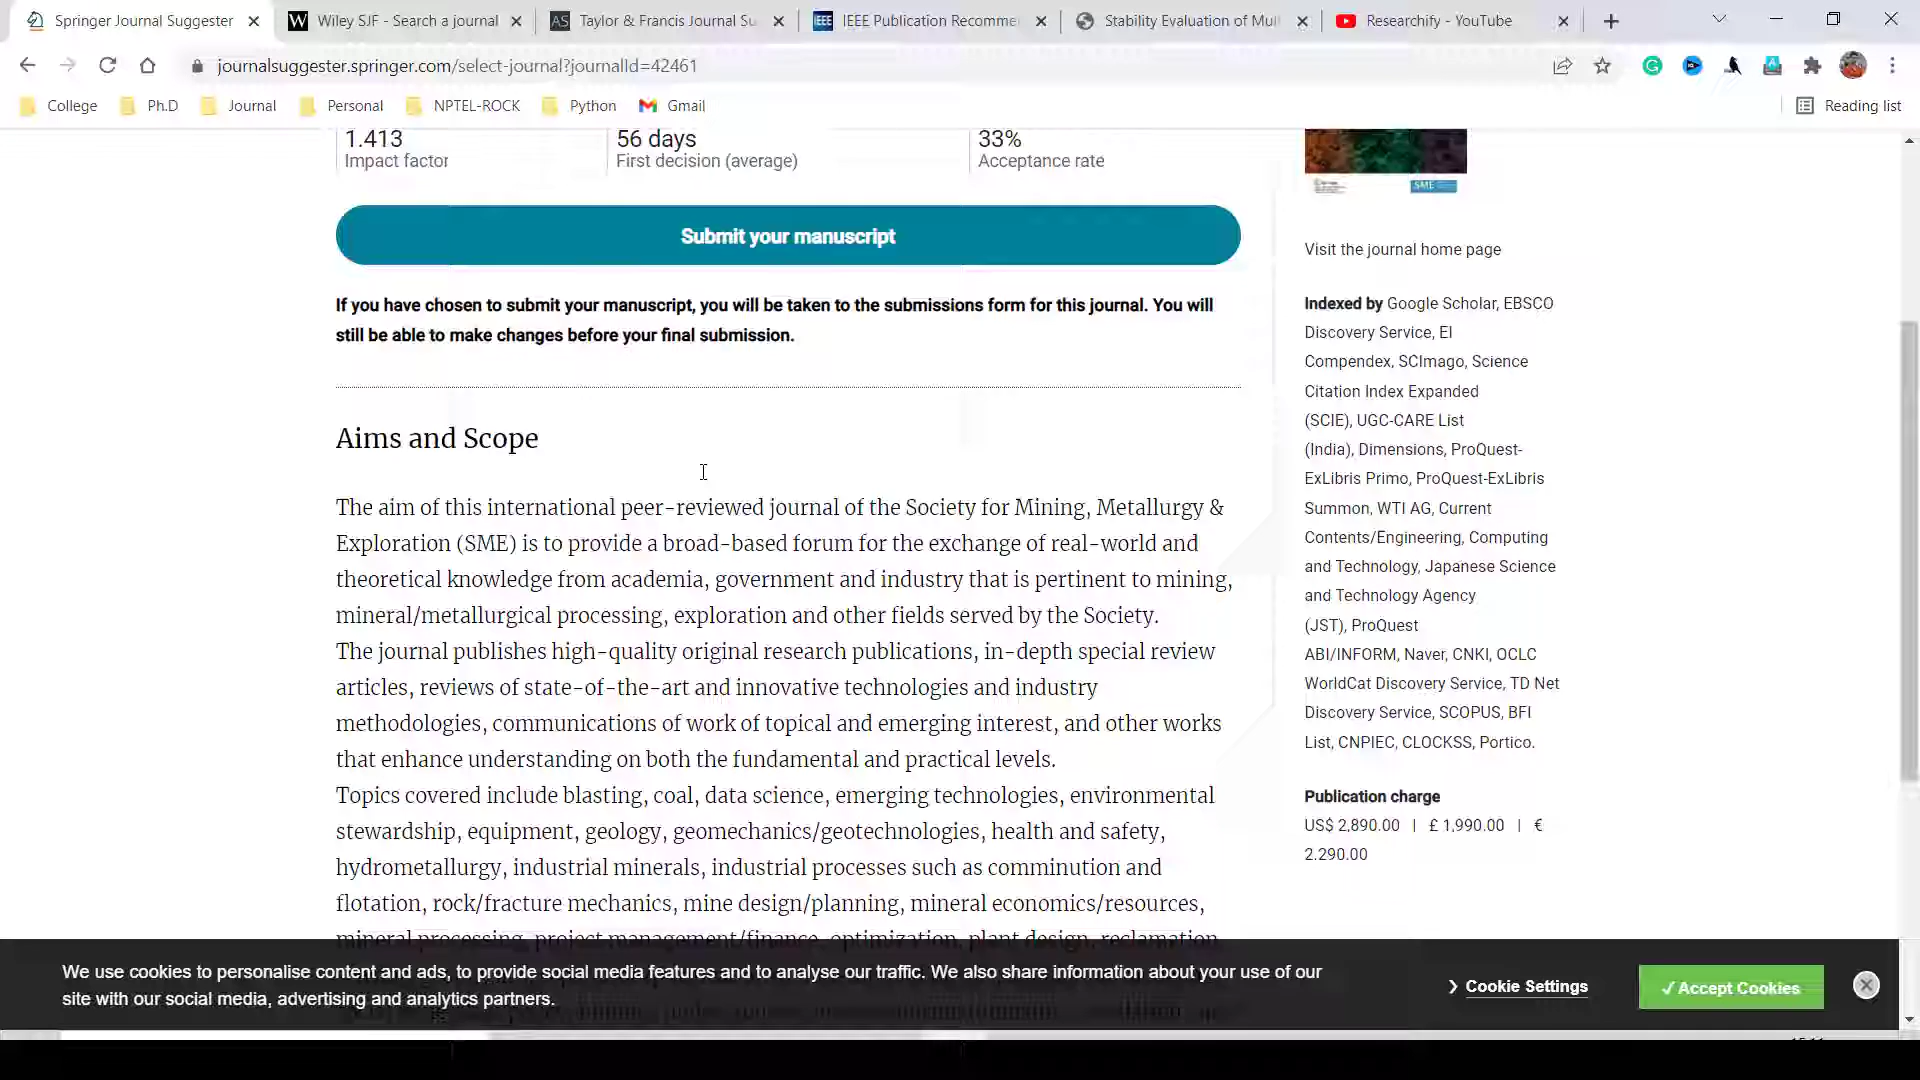 Springer Journal Suggester
Wiley SJF - Search a journal
Taylor & Francis Journal Su
IEEE Publication Recomme
Stability Evaluation of Mul
Researchify - YouTube
journalsuggester.springer.com/select-journal?journalId=42461
College
Ph.D
Journal
Personal
NPTEL-ROCK
Python
Gmail
Reading list
1.413
Impact factor
56 days
First decision (average)
33%
Acceptance rate
Submit your manuscript
If you have chosen to submit your manuscript, you will be taken to the submissions form for this journal. You will
still be able to make changes before your final submission.
Aims and Scope
The aim of this international peer-reviewed journal of the Society for Mining, Metallurgy &
Exploration (SME) is to provide a broad-based forum for the exchange of real-world and
theoretical knowledge from academia, government and industry that is pertinent to mining,
mineral/metallurgical processing, exploration and other fields served by the Society.
The journal publishes high-quality original research publications, in-depth special review
articles, reviews of state-of-the-art and innovative technologies and industry
methodologies, communications of work of topical and emerging interest, and other works
that enhance understanding on both the fundamental and practical levels.
Topics covered include blasting, coal, data science, emerging technologies, environmental
stewardship, equipment, geology, geomechanics/geotechnologies, health and safety,
hydrometallurgy, industrial minerals, industrial processes such as comminution and
flotation, rock/fracture mechanics, mine design/planning, mineral economics/resources,
mineral processing, project management/finance, optimization, plant design, reclamation
SME
Visit the journal home page
Indexed by Google Scholar, EBSCO
Discovery Service, EI
Compendex, SCImago, Science
Citation Index Expanded
(SCIE), UGC-CARE List
(India), Dimensions, ProQuest-
ExLibris Primo, ProQuest-ExLibris
Summon, WTI AG, Current
Contents/Engineering, Computing
and Technology, Japanese Science
and Technology Agency
(JST), ProQuest
ABI/INFORM, Naver, CNKI, OCLC
WorldCat Discovery Service, TD Net
Discovery Service, SCOPUS, BFI
List, CNPIEC, CLOCKSS, Portico.
Publication charge
US$ 2,890.00 | £ 1,990.00 | €
2.290.00
We use cookies to personalise content and ads, to provide social media features and to analyse our traffic. We also share information about your use of our
site with our social media, advertising and analytics partners.
Cookie Settings
✓ Accept Cookies